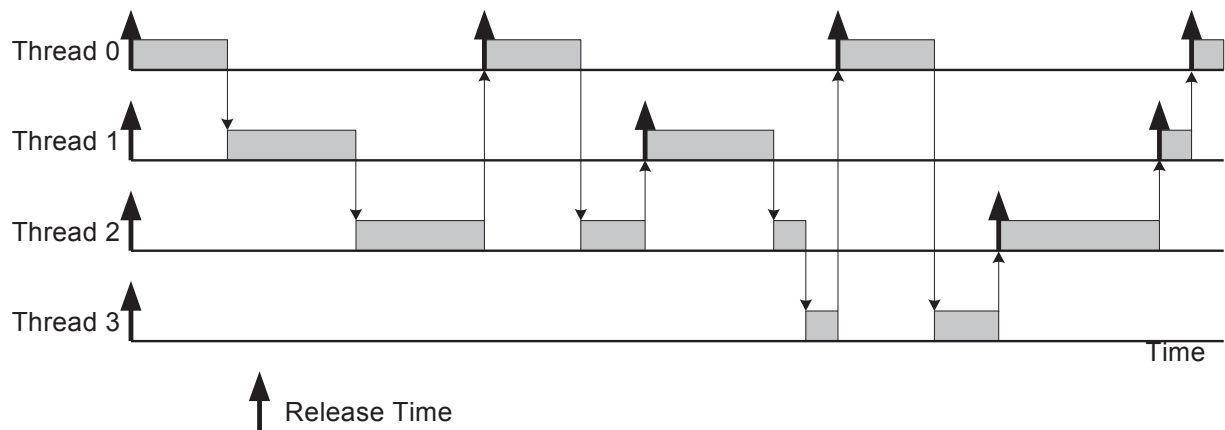 Thread 0
Thread 1
Thread 2
Thread 3
Time
Release Time